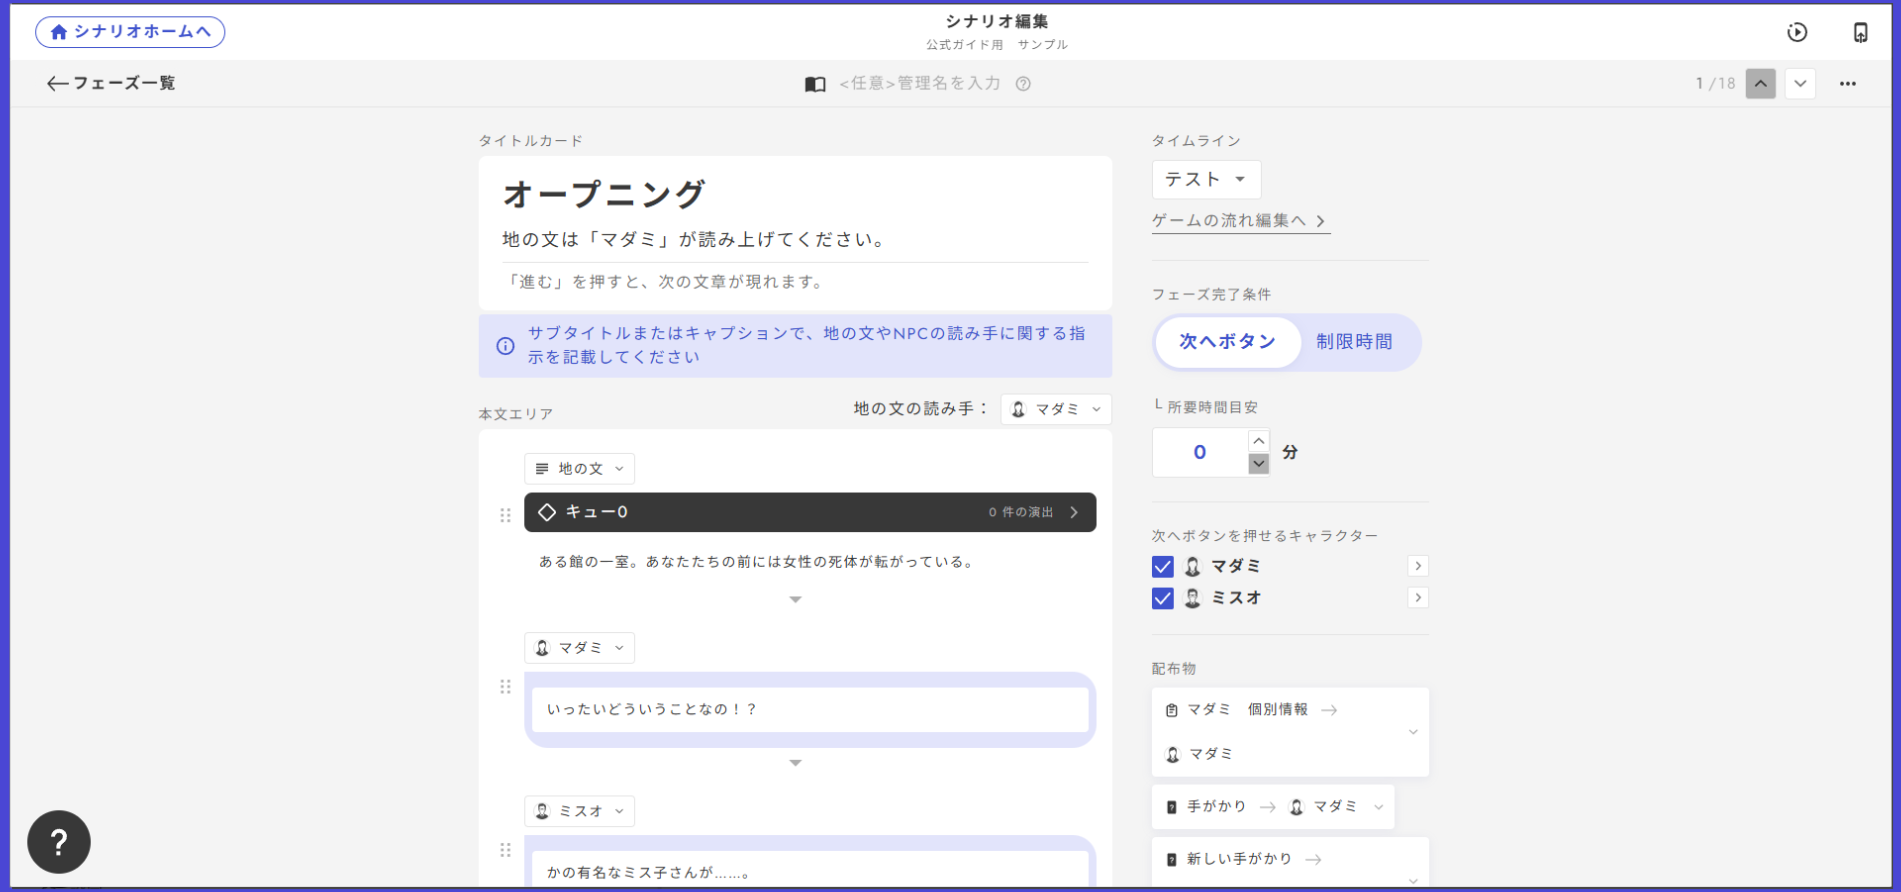 シナリオホームへ
シナリオ編集
公式ガイド用 サンプル
フェーズ一覧
<任意>管理名を入力
1 /18
タイトルカード
オープニング
地の文は「マダミ」が読み上げてください。
「進む」を押すと、次の文章が現れます。
サブタイトルまたはキャプションで、地の文やNPCの読み手に関する指
示を記載してください
本文エリア
地の文の読み手：
マダミ
地の文
キュー0
0 件の演出
ある館の一室。あなたたちの前には女性の死体が転がっている。
マダミ
いったいどういうことなの！？
ミスオ
かの有名なミス子さんが……。
タイムライン
テスト
ゲームの流れ編集へ
フェーズ完了条件
次へボタン
制限時間
└ 所要時間目安
0
分
次へボタンを押せるキャラクター
マダミ
ミスオ
配布物
マダミ 個別情報 →
マダミ
手がかり → マダミ
新しい手がかり →
?